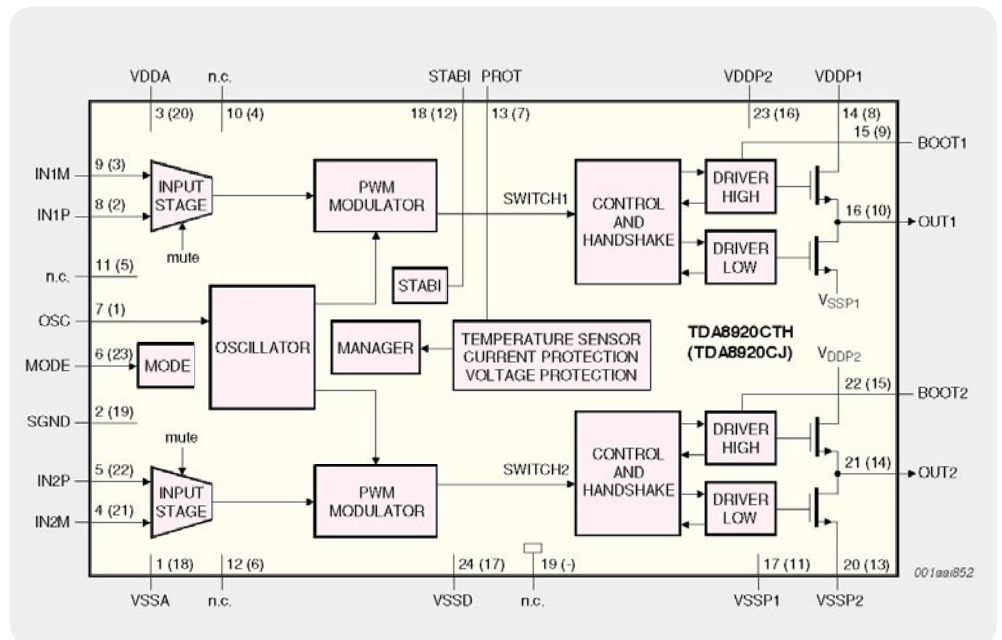 VDDA n.c. STABI PROT VDDP2 VDDP1
3 (20) 10 (4) 18 (12) 13 (7) 23 (16) 14 (8)
15 (9) BOOT1
IN1M 9 (3)
INPUT
STAGE
PWM
MODULATOR
SWITCH1
CONTROL
AND
HANDSHAKE
DRIVER
HIGH
IN1P 8 (2)
16 (10) OUT1
mute
DRIVER
LOW
n.c. 11 (5)
STABI
VSSP1
OSC 7 (1)
OSCILLATOR
MANAGER
TEMPERATURE SENSOR
CURRENT PROTECTION
VOLTAGE PROTECTION
TDA8920CTH
(TDA8920CJ)
MODE 6 (23)
MODE
VDDP2
22 (15) BOOT2
SGND 2 (19)
mute
IN2P 5 (22)
INPUT
STAGE
PWM
MODULATOR
SWITCH2
CONTROL
AND
HANDSHAKE
DRIVER
HIGH
21 (14) OUT2
IN2M 4 (21)
DRIVER
LOW
1 (18) 12 (6) 24 (17) 19 (-) 17 (11) 20 (13)
001aai852
VSSA n.c. VSSD n.c. VSSP1 VSSP2